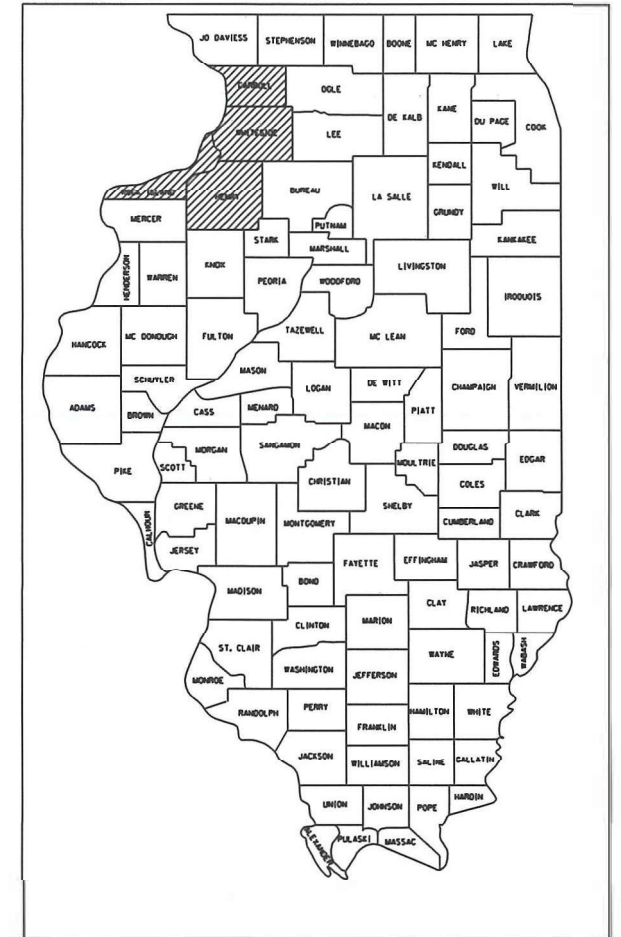 JO DAVIESS STEPHENSON WINNEBAGO BOONE MC HENRY LAKE
CARROLL OGLE DE KALB KANE DU PAGE COOK
WHITESIDE LEE KENDALL WILL
ROCK ISLAND HENRY BUREAU LA SALLE GRUNDY
MERCER STARK PUTNAM MARSHALL KANKAKEE
HENDERSON WARREN KNOX PEORIA WOODFORD LIVINGSTON IROQUOIS
HANCOCK MC DONOUGH FULTON TAZEWELL MC LEAN FORD
SCHUYLER MASON LOGAN DE WITT CHAMPAIGN VERMILION
ADAMS BROWN CASS MENARD MACON PIATT
PIKE SCOTT MORGAN SANGAMON CHRISTIAN MOULTRIE DOUGLAS EDGAR
COLES
CALHOUN GREENE MACOUPIN MONTGOMERY SHELBY CUMBERLAND CLARK
JERSEY FAYETTE EFFINGHAM JASPER CRAWFORD
MADISON BOND CLAY RICHLAND LAWRENCE
CLINTON MARION
ST. CLAIR WASHINGTON JEFFERSON WAYNE EDWARDS WABASH
MONROE
RANDOLPH PERRY FRANKLIN HAMILTON WHITE
JACKSON WILLIAMSON SALINE GALLATIN
UNION JOHNSON POPE HARDIN
ALEXANDER PULASKI MASSAC